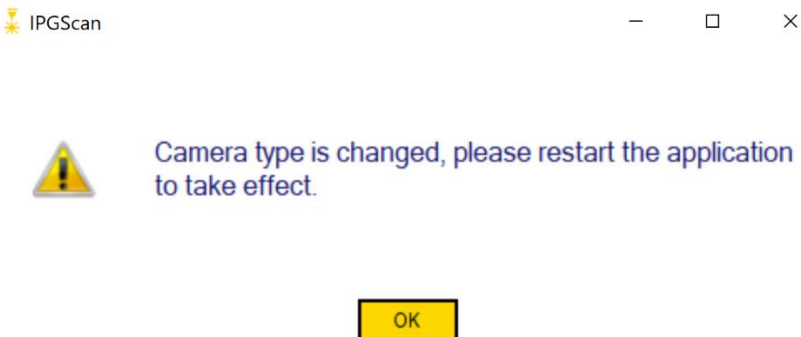 IPGScan
Camera type is changed, please restart the application
to take effect.
OK